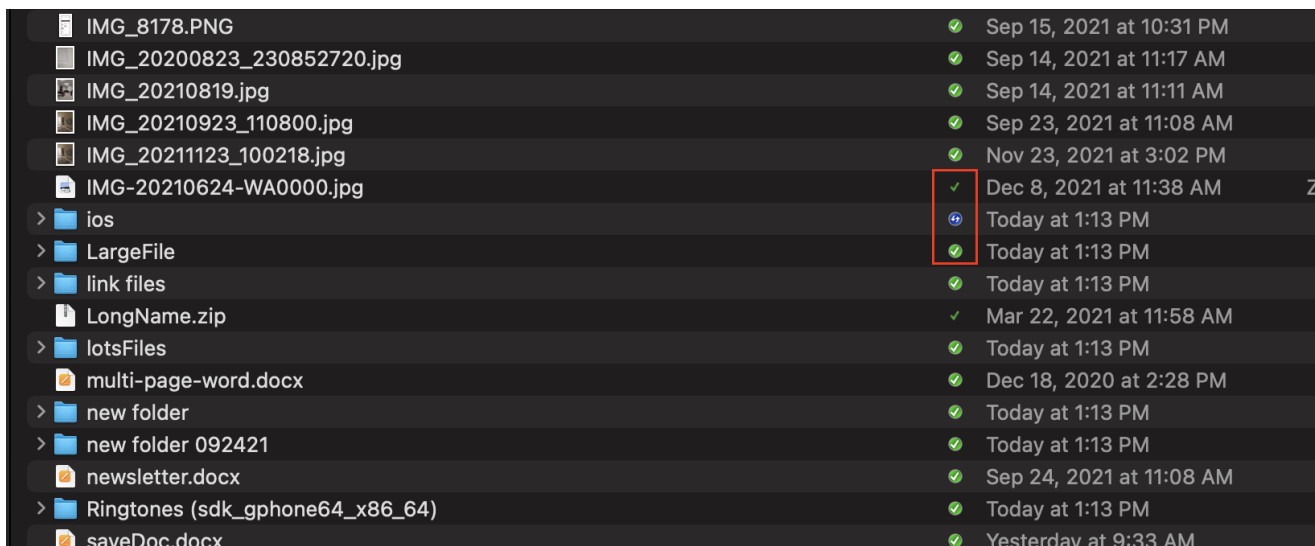 IMG_8178.PNG Sep 15, 2021 at 10:31 PM
IMG_20200823_230852720.jpg Sep 14, 2021 at 11:17 AM
IMG_20210819.jpg Sep 14, 2021 at 11:11 AM
IMG_20210923_110800.jpg Sep 23, 2021 at 11:08 AM
IMG_20211123_100218.jpg Nov 23, 2021 at 3:02 PM
IMG-20210624-WA0000.jpg Dec 8, 2021 at 11:38 AM Z
ios Today at 1:13 PM
LargeFile Today at 1:13 PM
link files Today at 1:13 PM
LongName.zip Mar 22, 2021 at 11:58 AM
lotsFiles Today at 1:13 PM
multi-page-word.docx Dec 18, 2020 at 2:28 PM
new folder Today at 1:13 PM
new folder 092421 Today at 1:13 PM
newsletter.docx Sep 24, 2021 at 11:08 AM
Ringtones (sdk_gphone64_x86_64) Today at 1:13 PM
saveDoc.docx Yesterday at 9:33 AM